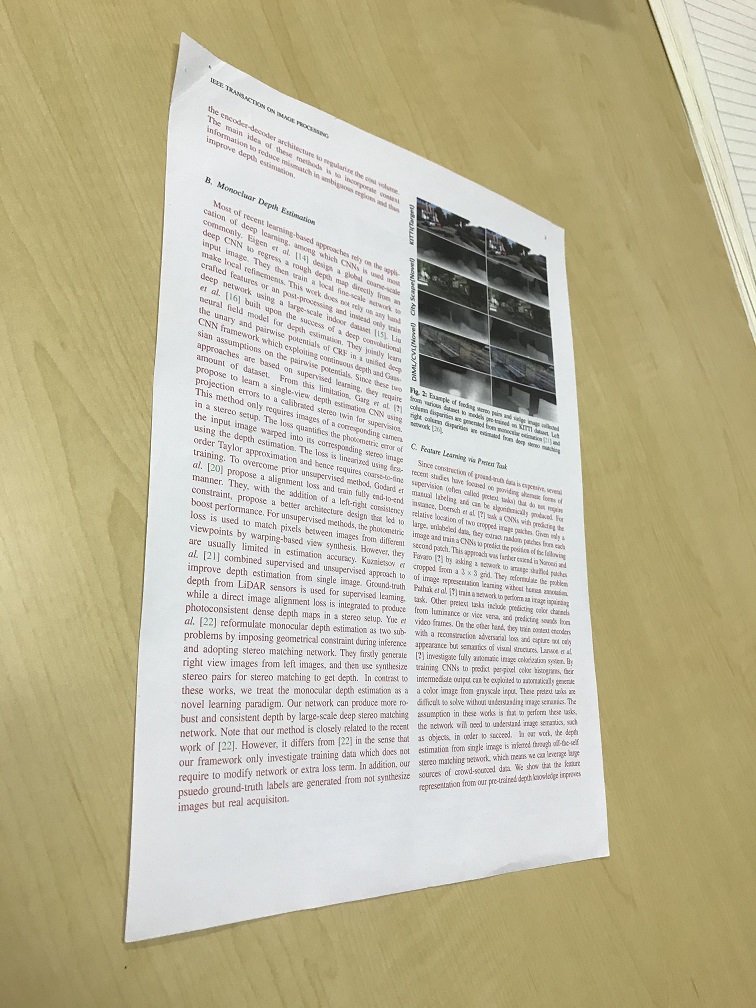 IEEE TRANSACTION ON IMAGE PROCESSING
the encoder-decoder architecture to regularize the cost volume.
The main idea of these methods is to incorporate context
information to reduce mismatch in ambiguous regions and thus
improve depth estimation.
B. Monocluar Depth Estimation
Most of recent learning-based approaches rely on the appli-
cation of deep learning, among which CNNs is used most
commonly. Eigen et al. [14] design a global coarse-scale
deep CNN to regress a rough depth map directly from an
input image. They then train a local fine-scale network to
make local refinements. This work does not rely on any hand
crafted features or an post-processing and instead only train
deep network using a large-scale indoor dataset [15]. Liu
et al. [16] built upon the success of a deep convolutional
neural field model for depth estimation. They jointly learn
the unary and pairwise potentials of CRF in a unified deep
CNN framework which exploiting continuous depth and Gaus-
sian assumptions on the pairwise potentials. Since these two
approaches are based on supervised learning, they require
amount of dataset. From this limitation, Garg et al. [?]
propose to learn a single-view depth estimation CNN using
projection errors to a calibrated stereo twin for supervision.
This method only requires images of a corresponding camera
in a stereo setup. The loss quantifies the photometric error of
the input image warped into its corresponding stereo image
using the depth estimation. The loss is linearized using first-
order Taylor approximation and hence requires coarse-to-fine
training. To overcome prior unsupervised method, Godard et
al. [20] propose a alignment loss and train fully end-to-end
manner. They, with the addition of a left-right consistency
constraint, propose a better architecture design that led to
boost performance. For unsupervised methods, the photometric
loss is used to match pixels between images from different
viewpoints by warping-based view synthesis. However, they
are usually limited in estimation accuracy. Kuznietsov et
al. [21] combined supervised and unsupervised approach to
improve depth estimation from single image. Ground-truth
depth from LiDAR sensors is used for supervised learning,
while a direct image alignment loss is integrated to produce
photoconsistent dense depth maps in a stereo setup. Yue et
al. [22] reformulate monocular depth estimation as two sub-
problems by imposing geometrical constraint during inference
and adopting stereo matching network. They firstly generate
right view images from left images, and then use synthesize
stereo pairs for stereo matching to get depth. In contrast to
these works, we treat the monocular depth estimation as a
novel learning paradigm. Our network can produce more ro-
bust and consistent depth by large-scale deep stereo matching
network. Note that our method is closely related to the recent
work of [22]. However, it differs from [22] in the sense that
our framework only investigate training data which does not
require to modify network or extra loss term. In addition, our
psuedo ground-truth labels are generated from not synthesize
images but real acquisiton.
KITTI(Target)
City Scape(Novel)
DIML/CVL(Novel)
Fig. 2: Example of feeding stereo pairs and sinlge image collected
from various dataset to models pre-trained on KITTI dataset. Left
column disparities are generated from monocular estimation [21] and
right column disparities are estimated from deep stereo matching
network [26].
C. Feature Learning via Pretext Task
Since construction of ground-truth data is expensive, several
recent studies have focused on providing alternate forms of
supervision (often called pretext tasks) that do not require
manual labeling and can be algorithmically produced. For
instance, Doersch et al. [?] task a CNNs with predicting the
relative location of two cropped image patches. Given only a
large, unlabeled data, they extract random patches from each
image and train a CNNs to predict the position of the following
second patch. This approach was further extend in Noroozi and
Favaro [?] by asking a network to arrange shuffled patches
cropped from a 3 × 3 grid. They reformulate the problem
of image representation learning without human annotation.
Pathak et al. [?] train a network to perform an image inpainting
task. Other pretext tasks include predicting color channels
from luminance or vice versa, and predicting sounds from
video frames. On the other hand, they train context encoders
with a reconstruction adversarial loss and capture not only
appearance but semantics of visual structures. Larsson et al.
[?] investigate fully automatic image colorization system. By
training CNNs to predict per-pixel color histograms, their
intermediate output can be exploited to automatically generate
a color image from grayscale input. These pretext tasks are
difficult to solve without understanding image semantics. The
assumption in these works is that to perform these tasks,
the network will need to understand image semantics, such
as objects, in order to succeed. In our work, the depth
estimation from single image is inferred through off-the-self
stereo matching network, which means we can leverage large
sources of crowd-sourced data. We show that the feature
representation from our pre-trained depth knowledge improves